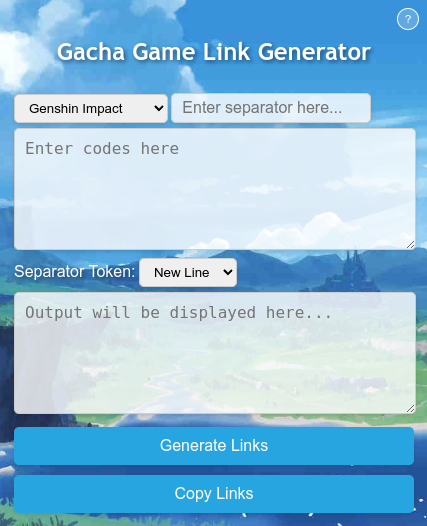 ?
Gacha Game Link Generator
Genshin Impact Enter separator here...
Enter codes here
Separator Token: New Line
Output will be displayed here...
Generate Links
Copy Links